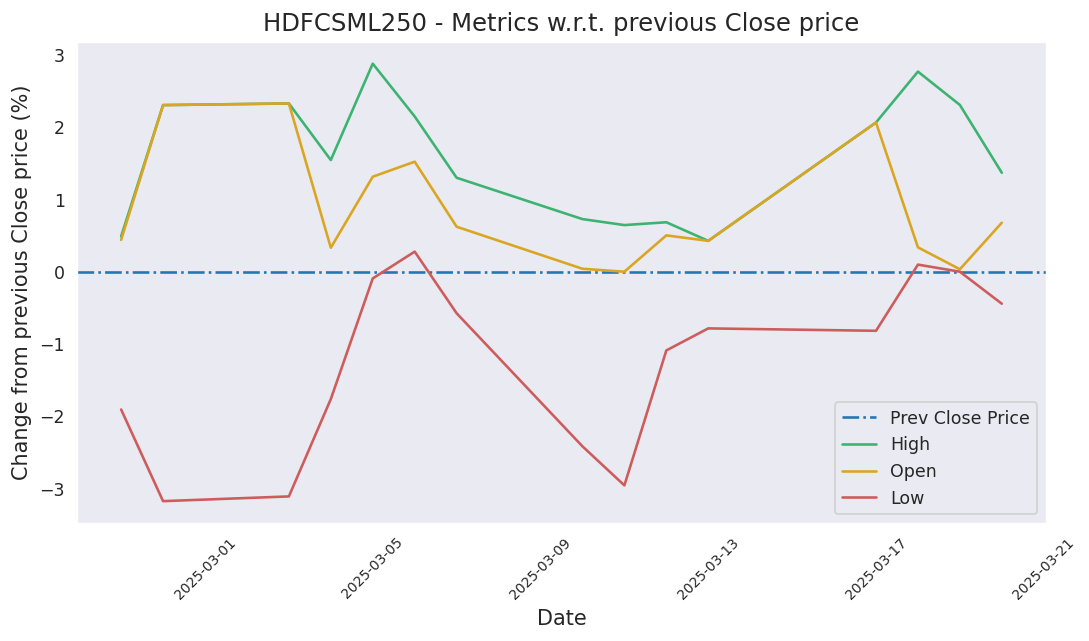 HDFCSML250 - Metrics w.r.t. previous Close price
Change from previous Close price (%)
3
2
1
0
−1
−2
−3
Prev Close Price
High
Open
Low
2025-03-01
2025-03-05
2025-03-09
2025-03-13
2025-03-17
2025-03-21
Date